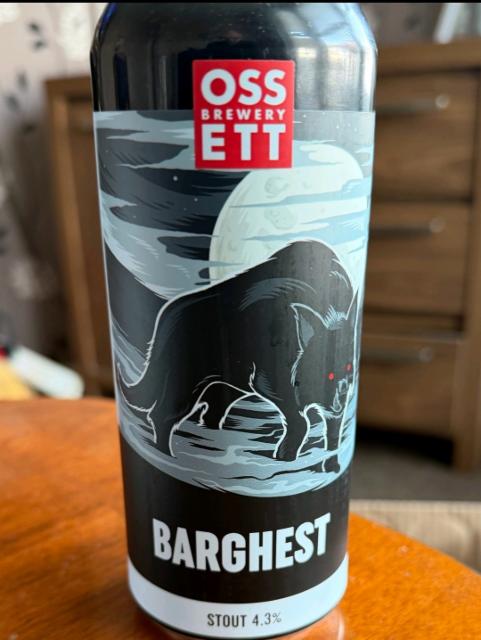 OSS
BREWERY
ETT
BARGHEST
STOUT 4.3%